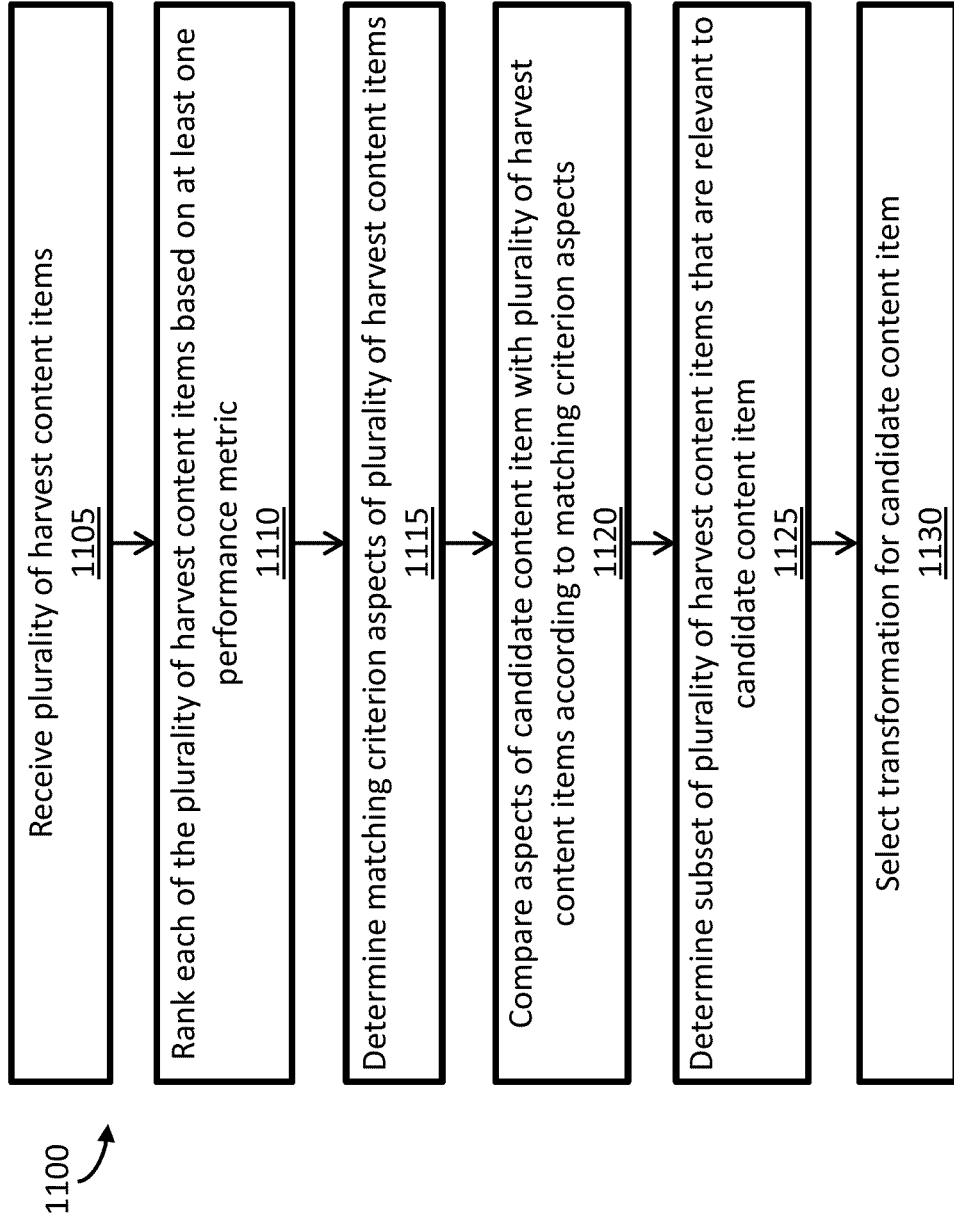 1100
Receive plurality of harvest content items
1105
Rank each of the plurality of harvest content items based on at least one
performance metric
1110
Determine matching criterion aspects of plurality of harvest content items
1115
Compare aspects of candidate content item with plurality of harvest
content items according to matching criterion aspects
1120
Determine subset of plurality of harvest content items that are relevant to
candidate content item
1125
Select transformation for candidate content item
1130